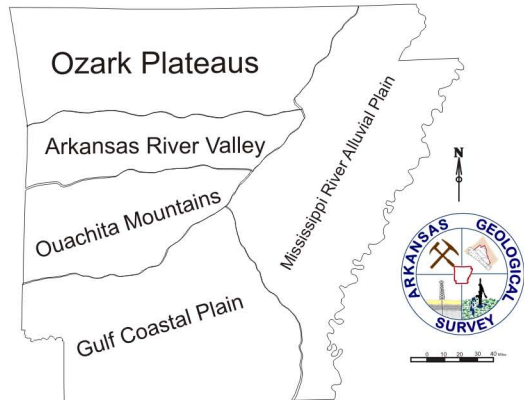 Ozark Plateaus
Arkansas River Valley
Ouachita Mountains
Gulf Coastal Plain
Mississippi River Alluvial Plain
N
ARKANSAS GEOLOGICAL
SURVEY
0 10 20 30 40 Miles